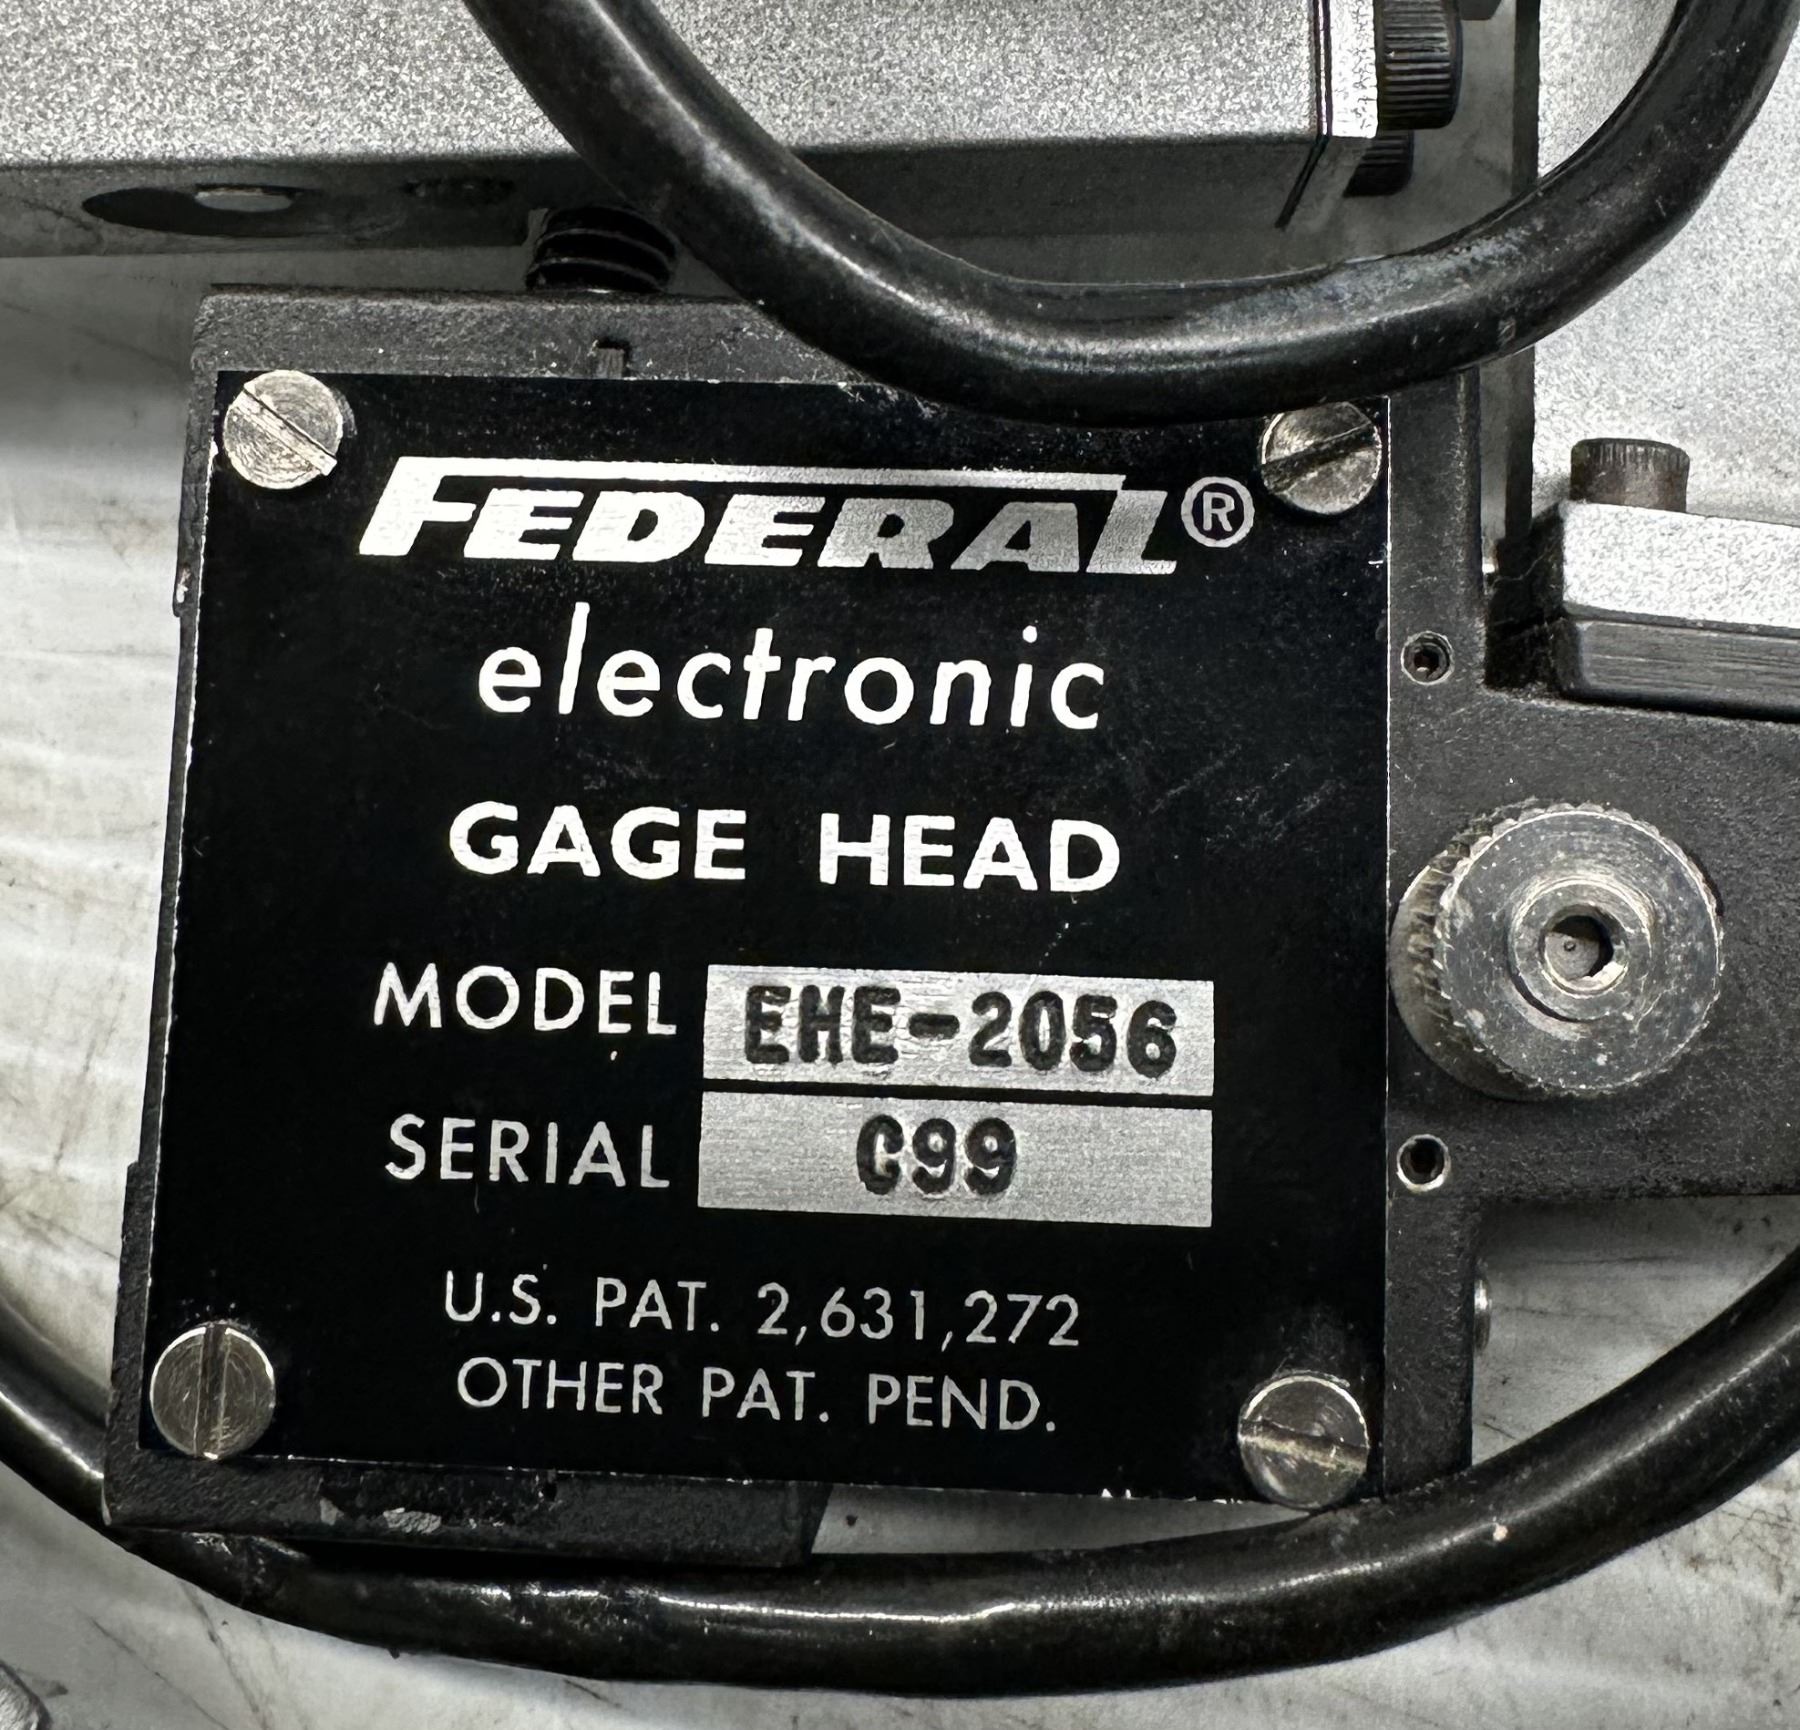 FEDERAL®
electronic
GAGE HEAD
MODEL EHE-2056
SERIAL C99
U.S. PAT. 2,631,272
OTHER PAT. PEND.